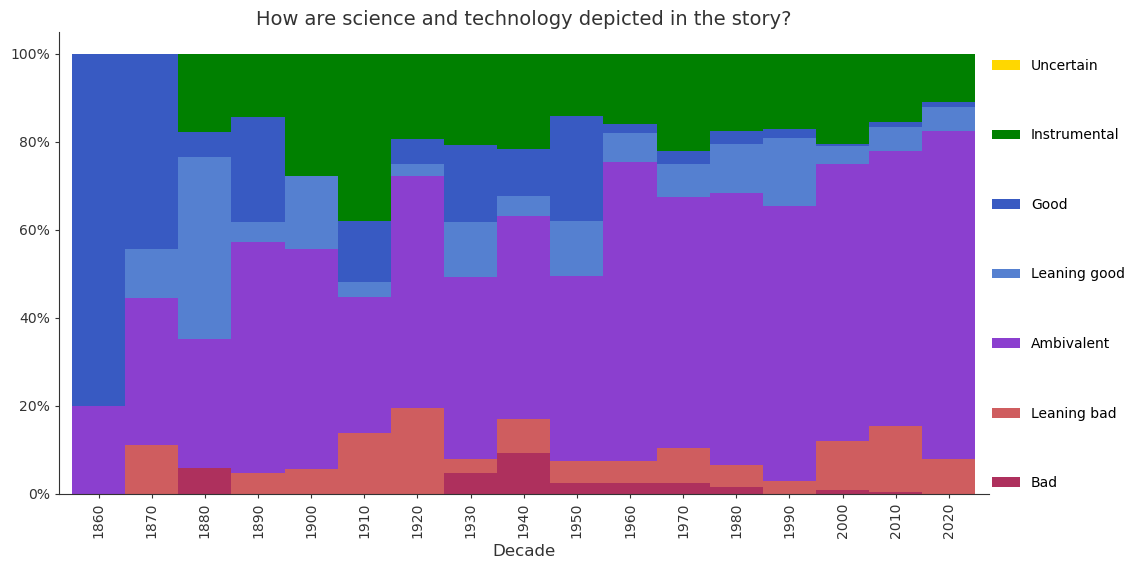 How are science and technology depicted in the story?
100%
80%
60%
40%
20%
0%
1860
1870
1880
1890
1900
1910
1920
1930
1940
1950
1960
1970
1980
1990
2000
2010
2020
Decade
Uncertain
Instrumental
Good
Leaning good
Ambivalent
Leaning bad
Bad